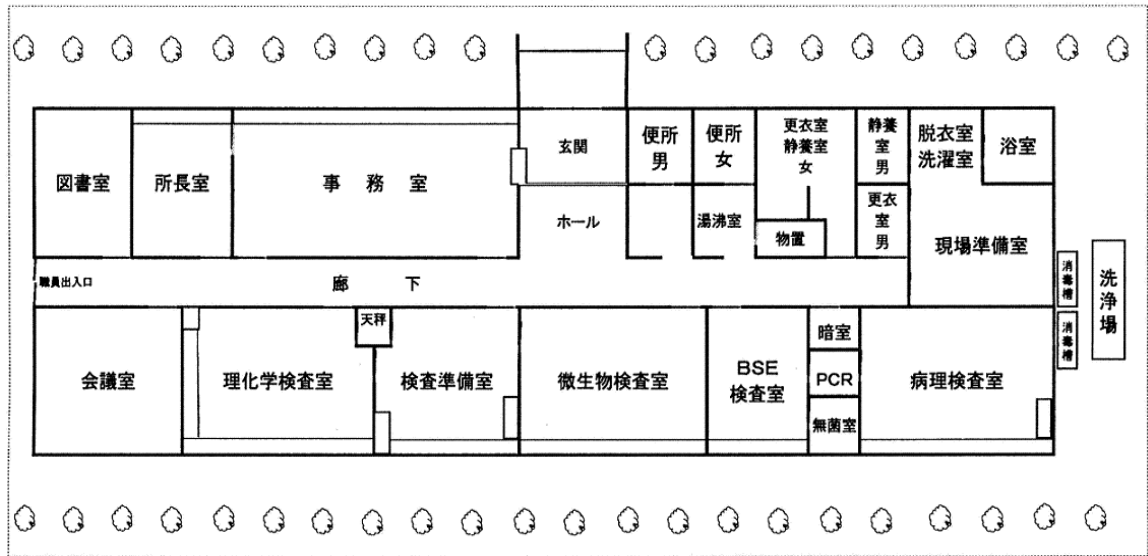 玄関
便所
男
便所
女
更衣室
静養室
女
静養
室
男
脱衣室
洗濯室
浴室
図書室
所長室
事務室
ホール
湯沸室
物置
更衣
室
男
現場準備室
職員出入口
廊下
消毒槽
消毒槽
洗浄場
会議室
理化学検査室
天秤
検査準備室
微生物検査室
BSE
検査室
暗室
PCR
無菌室
病理検査室